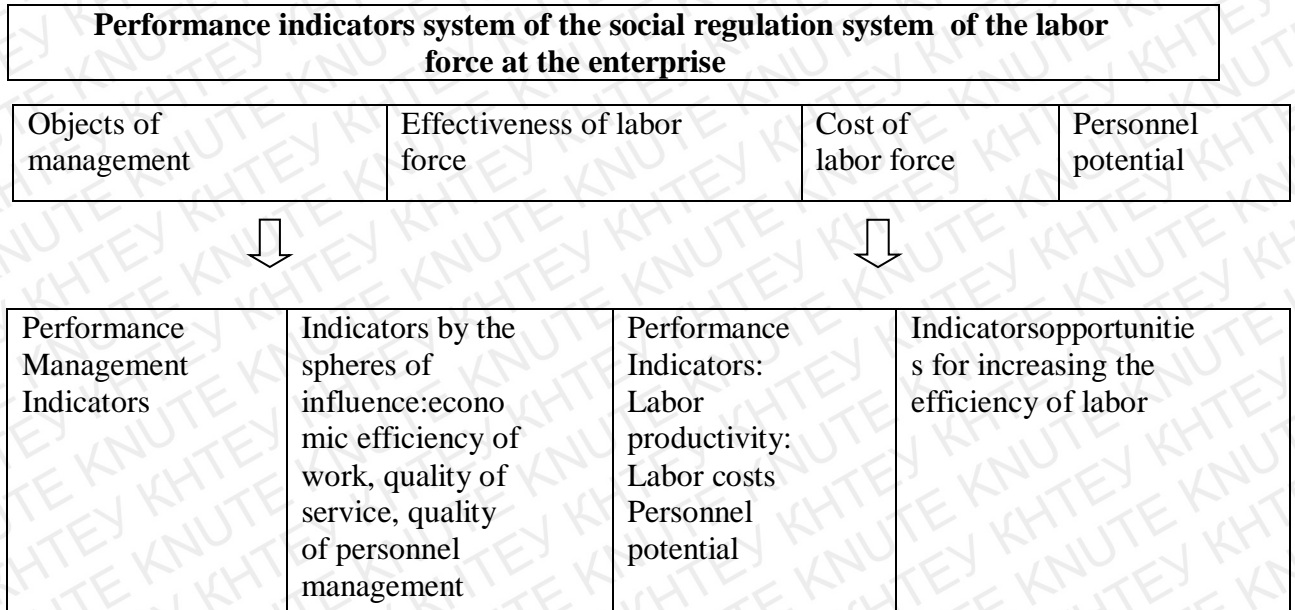 Performance indicators system of the social regulation system of the labor
force at the enterprise
Objects of
management
Effectiveness of labor
force
Cost of
labor force
Personnel
potential
Performance
Management
Indicators
Indicators by the
spheres of
influence:econo
mic efficiency of
work, quality of
service, quality
of personnel
management
Performance
Indicators:
Labor
productivity:
Labor costs
Personnel
potential
Indicatorsopportunitie
s for increasing the
efficiency of labor